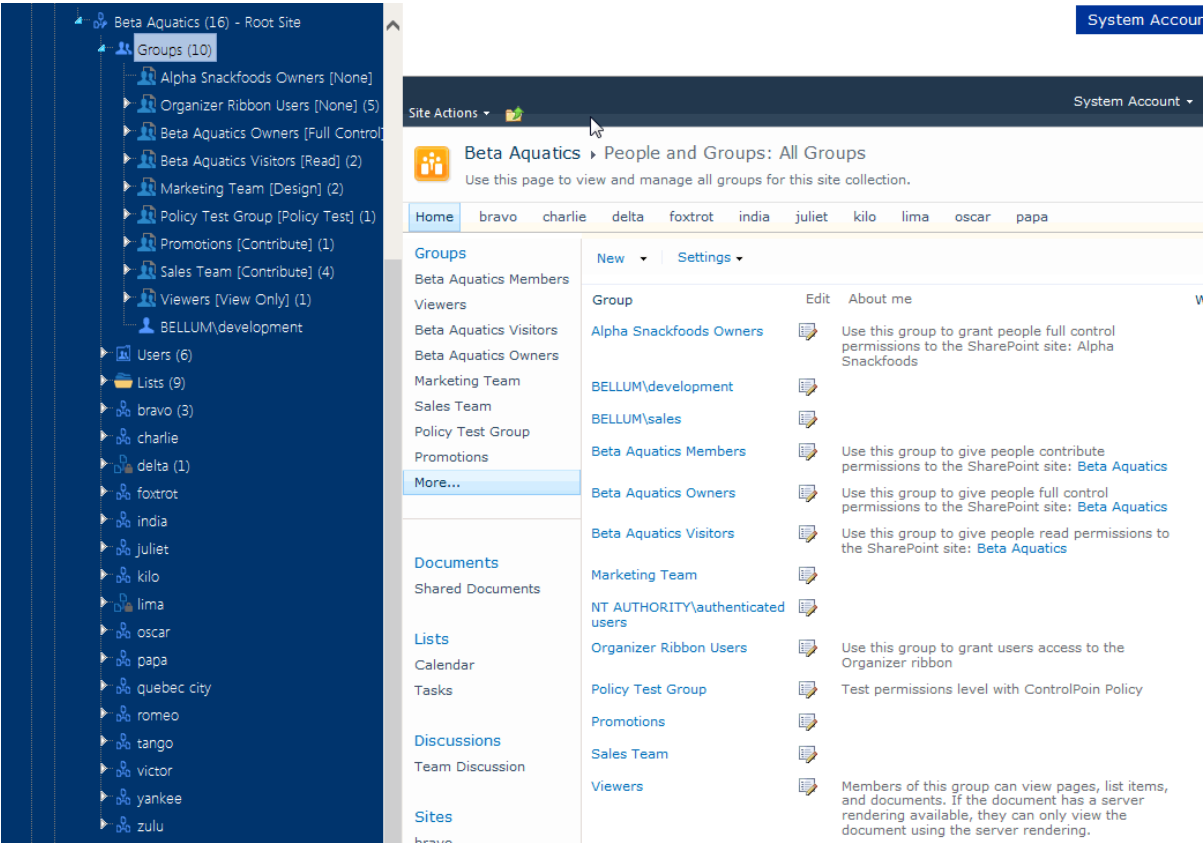 Beta Aquatics (16) - Root Site
Groups (10)
Alpha Snackfoods Owners [None]
Organizer Ribbon Users [None] (5)
Beta Aquatics Owners [Full Control]
Beta Aquatics Visitors [Read] (2)
Marketing Team [Design] (2)
Policy Test Group [Policy Test] (1)
Promotions [Contribute] (1)
Sales Team [Contribute] (4)
Viewers [View Only] (1)
BELLUM\development
Users (6)
Lists (9)
bravo (3)
charlie
delta (1)
foxtrot
india
juliet
kilo
lima
oscar
papa
quebec city
romeo
tango
victor
yankee
zulu
System Accour
Site Actions
System Account
Beta Aquatics People and Groups: All Groups
Use this page to view and manage all groups for this site collection.
Home bravo charlie delta foxtrot india juliet kilo lima oscar papa
Groups
Beta Aquatics Members
Viewers
Beta Aquatics Visitors
Beta Aquatics Owners
Marketing Team
Sales Team
Policy Test Group
Promotions
More...
Documents
Shared Documents
Lists
Calendar
Tasks
Discussions
Team Discussion
Sites
New Settings
Group Edit About me
Alpha Snackfoods Owners
Use this group to grant people full control
permissions to the SharePoint site: Alpha
Snackfoods
BELLUM\development
BELLUM\sales
Beta Aquatics Members
Use this group to give people contribute
permissions to the SharePoint site: Beta Aquatics
Beta Aquatics Owners
Use this group to give people full control
permissions to the SharePoint site: Beta Aquatics
Beta Aquatics Visitors
Use this group to give people read permissions to
the SharePoint site: Beta Aquatics
Marketing Team
NT AUTHORITY\authenticated
users
Organizer Ribbon Users
Use this group to grant users access to the
Organizer ribbon
Policy Test Group
Test permissions level with ControlPoin Policy
Promotions
Sales Team
Viewers
Members of this group can view pages, list items,
and documents. If the document has a server
rendering available, they can only view the
document using the server rendering.